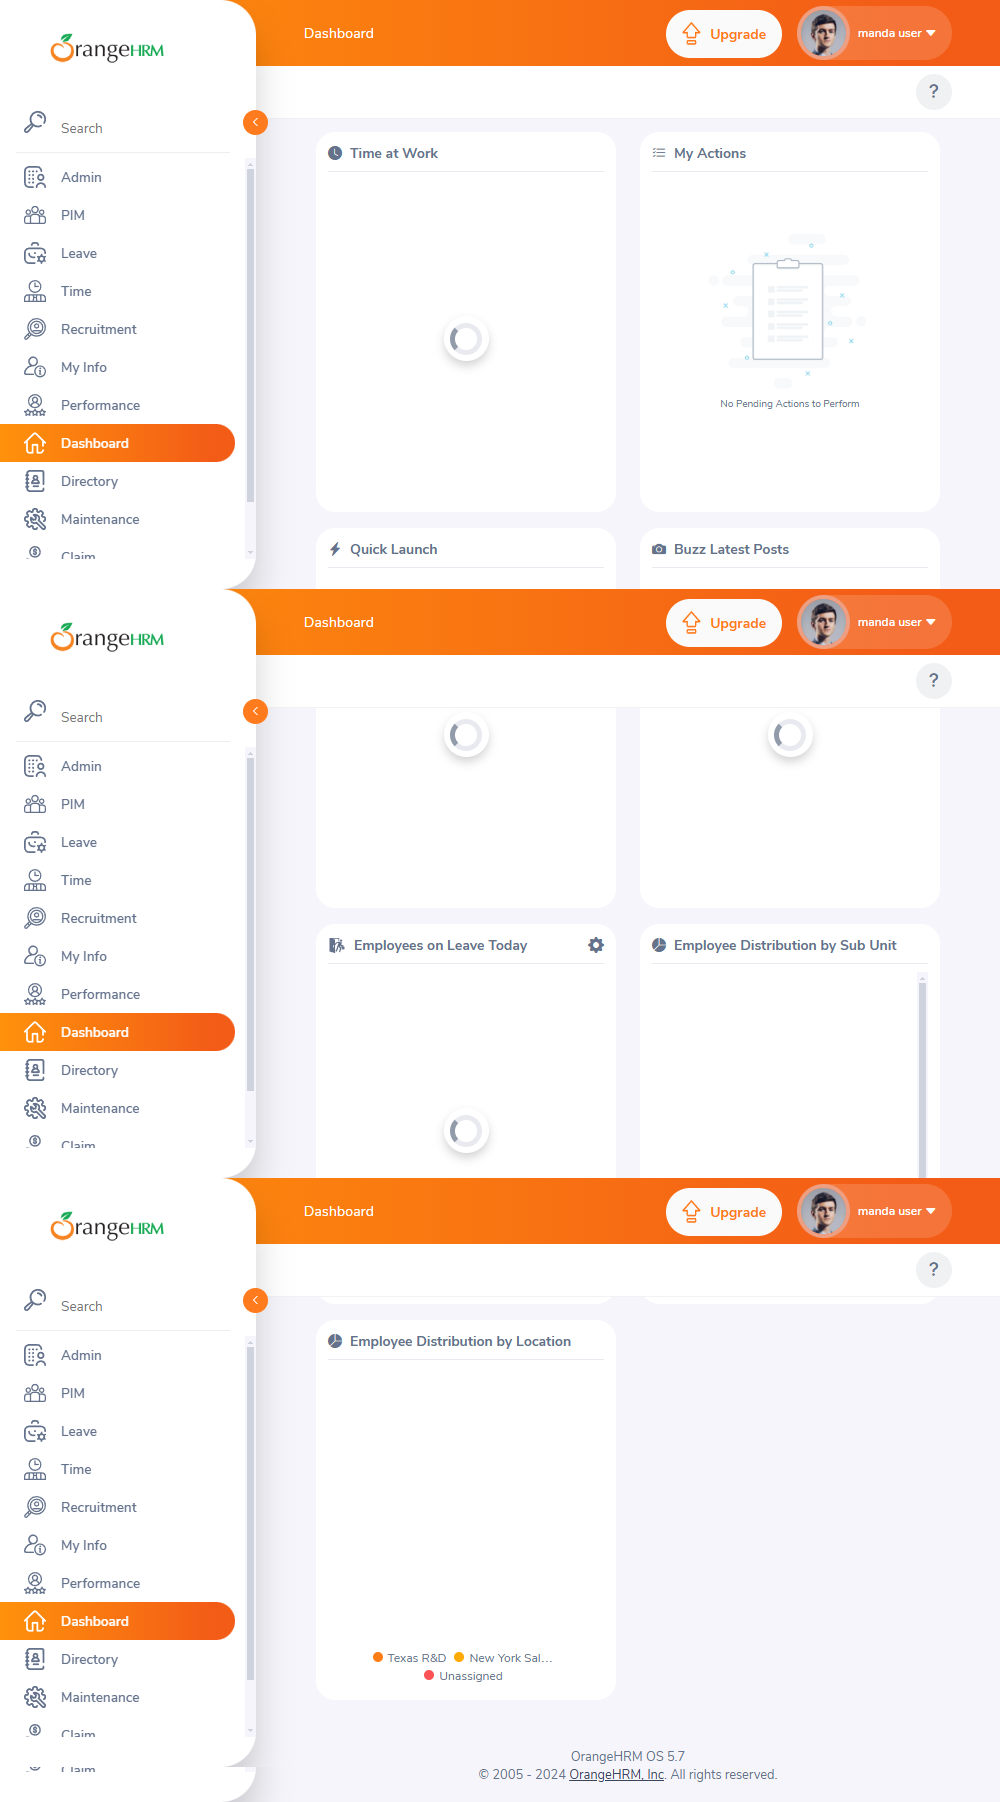 OrangeHRM
Dashboard
Upgrade
manda user
?
Search
Admin
PIM
Leave
Time
Recruitment
My Info
Performance
Dashboard
Directory
Maintenance
Claim
Time at Work
My Actions
No Pending Actions to Perform
Quick Launch
Buzz Latest Posts
OrangeHRM
Dashboard
Upgrade
manda user
?
Search
Admin
PIM
Leave
Time
Recruitment
My Info
Performance
Dashboard
Directory
Maintenance
Claim
Employees on Leave Today
Employee Distribution by Sub Unit
OrangeHRM
Dashboard
Upgrade
manda user
?
Search
Admin
PIM
Leave
Time
Recruitment
My Info
Performance
Dashboard
Directory
Maintenance
Claim
Claim
Employee Distribution by Location
Texas R&D New York Sal...
Unassigned
OrangeHRM OS 5.7
© 2005 - 2024 OrangeHRM, Inc. All rights reserved.